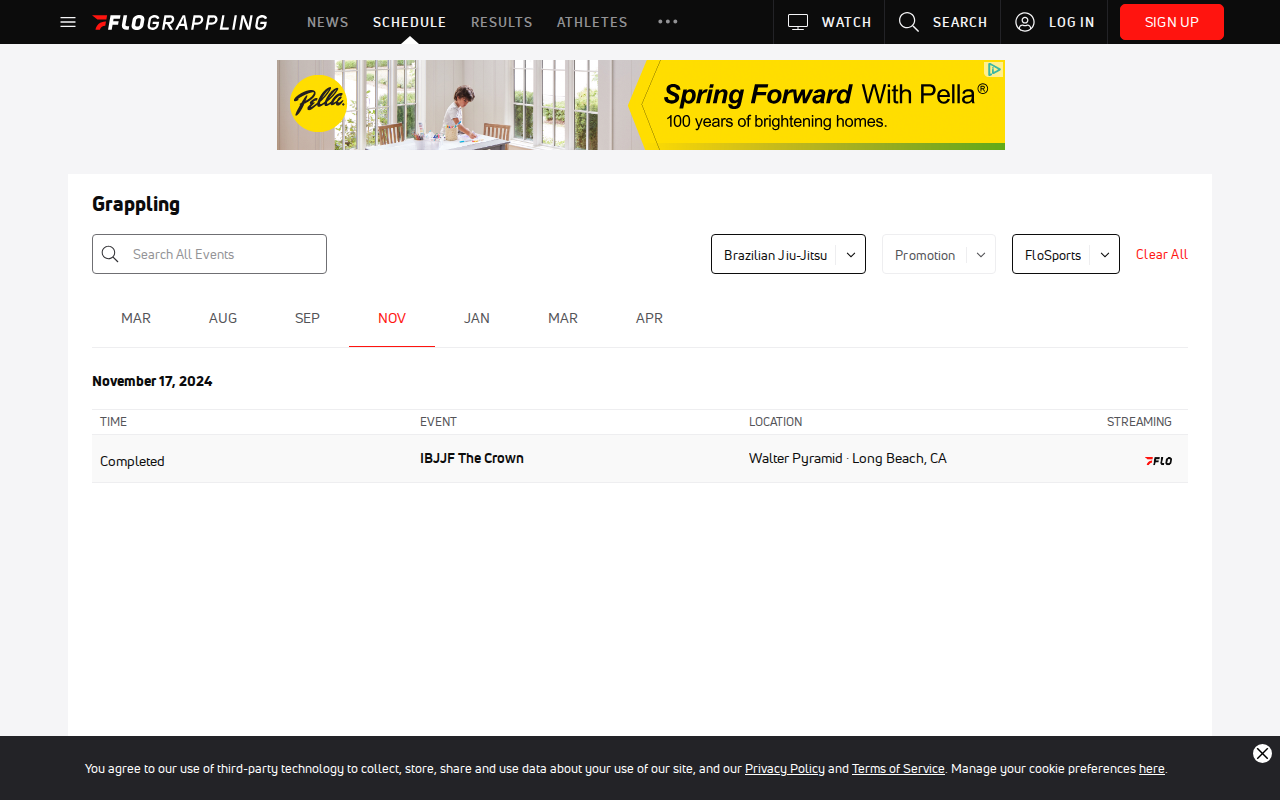 FLOGRAPPLING NEWS SCHEDULE RESULTS ATHLETES ••• WATCH SEARCH LOG IN SIGN UP
Pella.
Spring Forward With Pella®
100 years of brightening homes.
Grappling
Search All Events
Brazilian Jiu-Jitsu
Promotion
FloSports
Clear All
MAR AUG SEP NOV JAN MAR APR
November 17, 2024
TIME EVENT LOCATION STREAMING
Completed IBJJF The Crown Walter Pyramid · Long Beach, CA FLO
You agree to our use of third-party technology to collect, store, share and use data about your use of our site, and our Privacy Policy and Terms of Service. Manage your cookie preferences here.